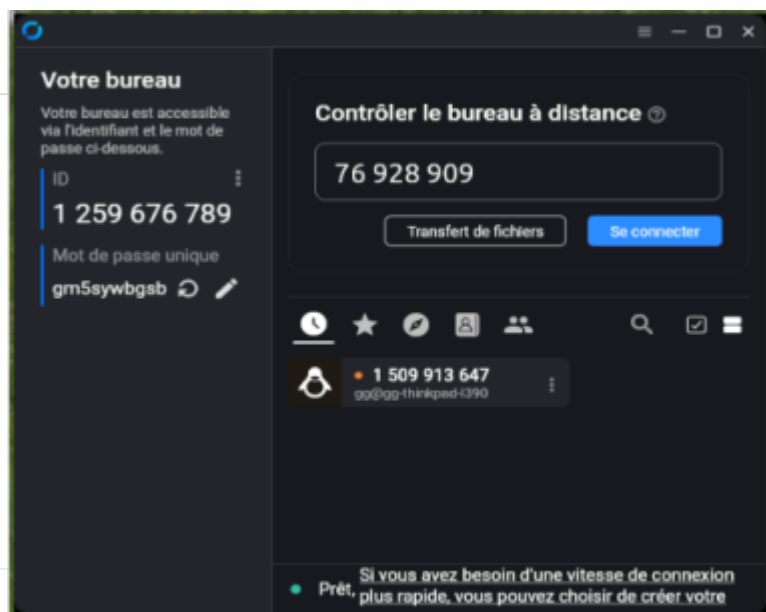 Votre bureau
Votre bureau est accessible
via l'identifiant et le mot de
passe ci-dessous.
ID
1 259 676 789
Mot de passe unique
gm5sywbgsb
Contrôler le bureau à distance
76 928 909
Transfert de fichiers
Se connecter
1 509 913 647
gg@gg-thinkpad-l390
Prêt, Si vous avez besoin d'une vitesse de connexion
plus rapide, vous pouvez choisir de créer votre